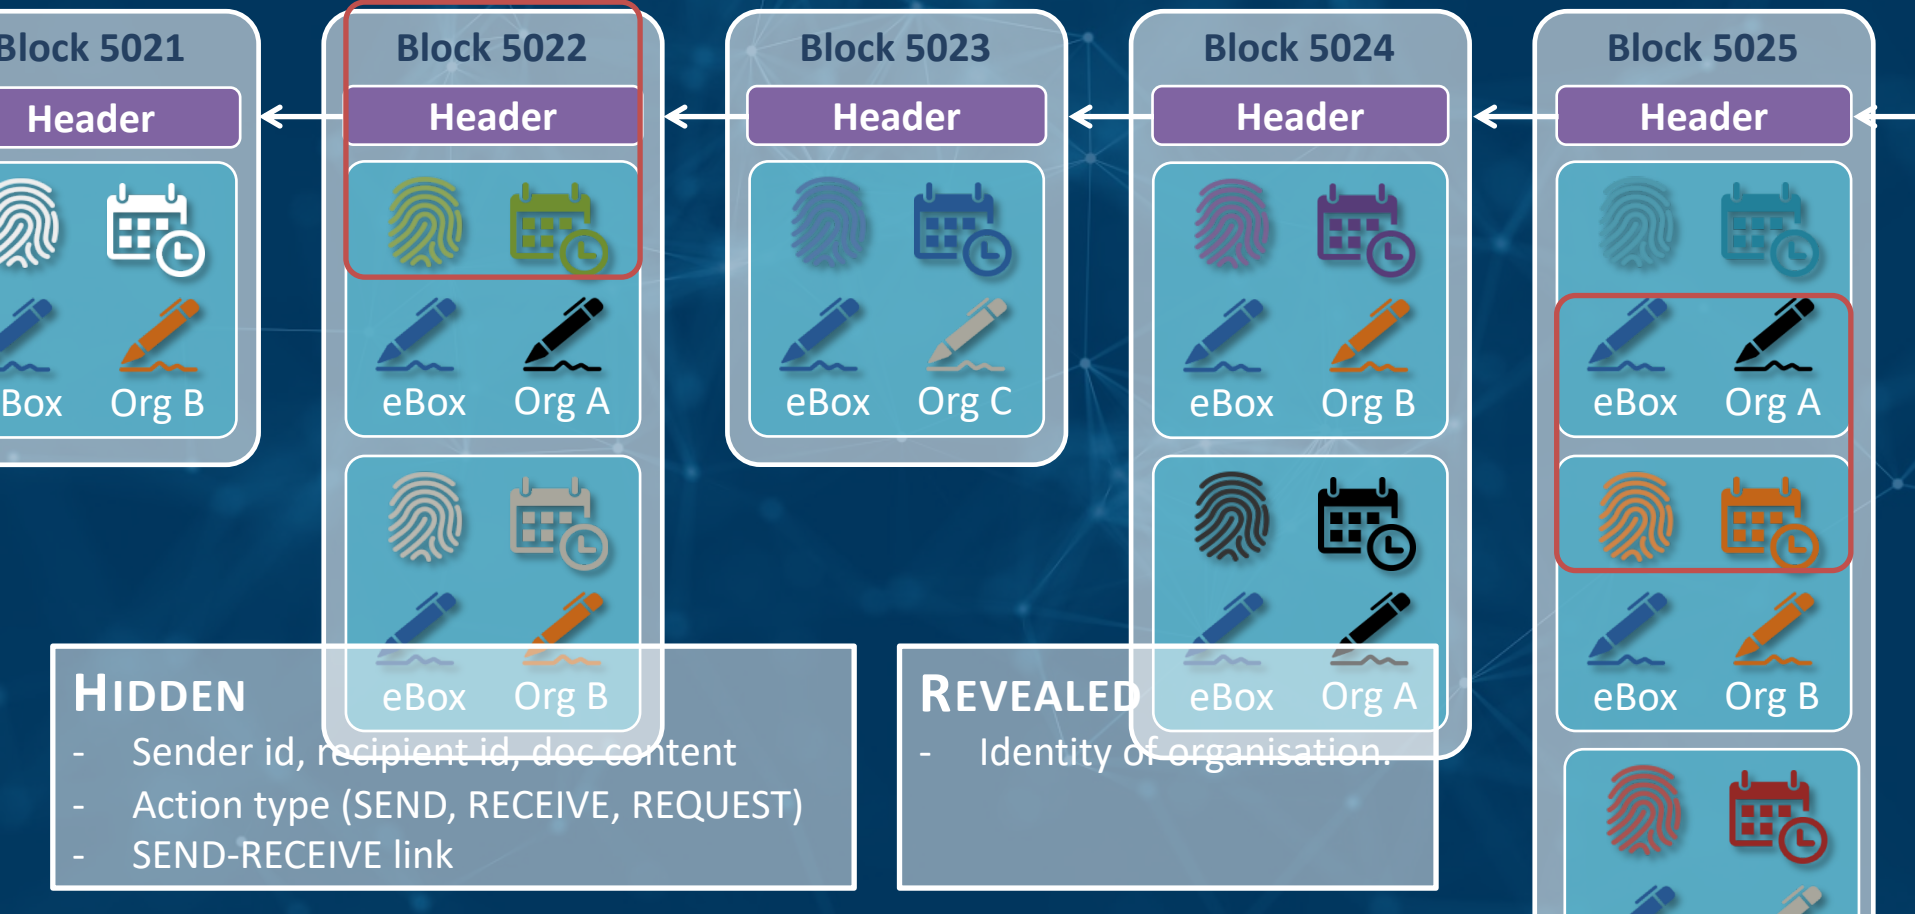 Block 5021
Header
Box Org B
Block 5022
Header
eBox Org A
eBox Org B
Block 5023
Header
eBox Org C
Block 5024
Header
eBox Org B
eBox Org A
Block 5025
Header
eBox Org A
eBox Org B
HIDDEN
- Sender id, recipient id, doc content
- Action type (SEND, RECEIVE, REQUEST)
- SEND-RECEIVE link
REVEALED
- Identity of organisation.